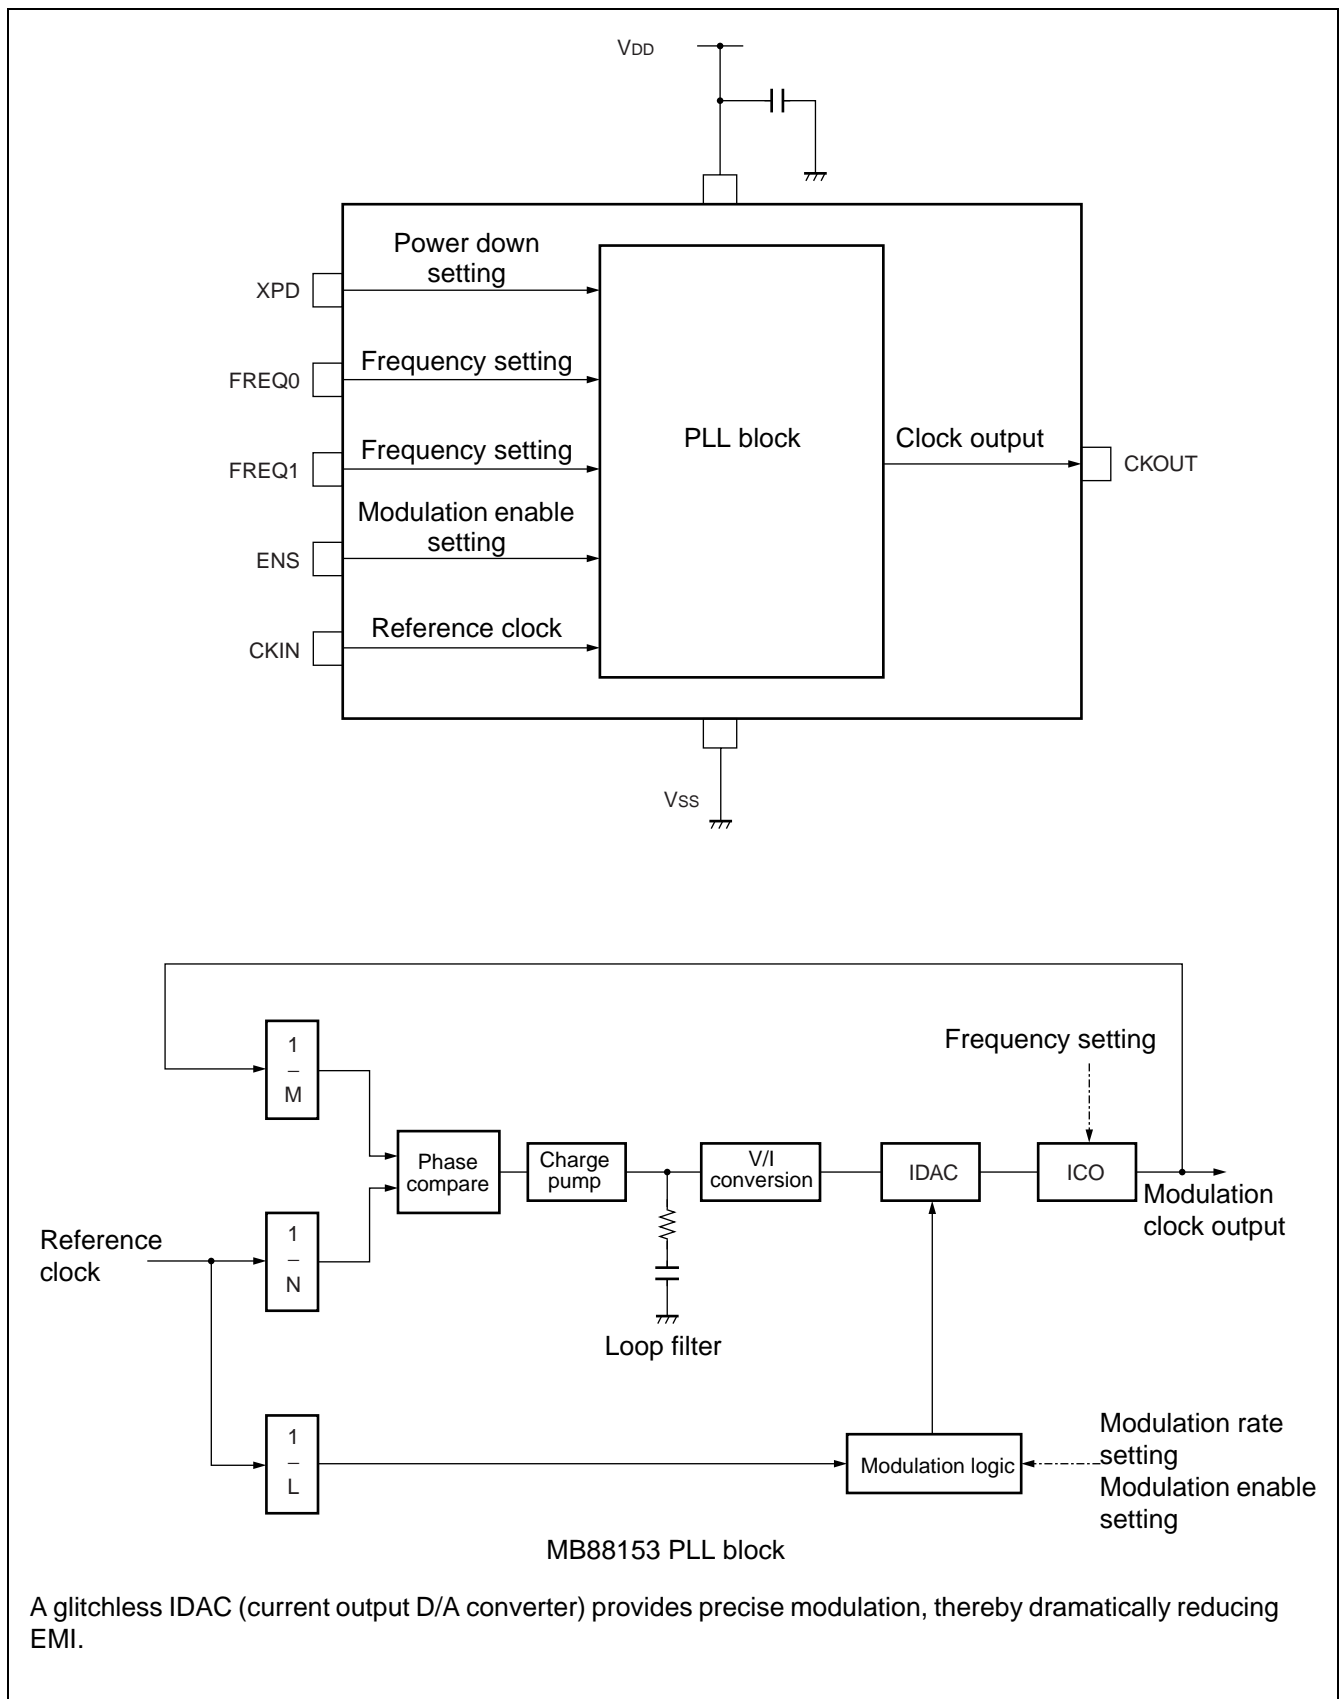 VDD
Power down
setting
XPD
Frequency setting
FREQ0
Frequency setting
FREQ1
PLL block
Clock output
CKOUT
Modulation enable
setting
ENS
Reference clock
CKIN
VSS
1
M
Frequency setting
Phase
compare
Charge
pump
V/I
conversion
IDAC
ICO
Modulation
clock output
Reference
clock
1
N
Loop filter
1
L
Modulation logic
Modulation rate
setting
Modulation enable
setting
MB88153 PLL block
A glitchless IDAC (current output D/A converter) provides precise modulation, thereby dramatically reducing
EMI.